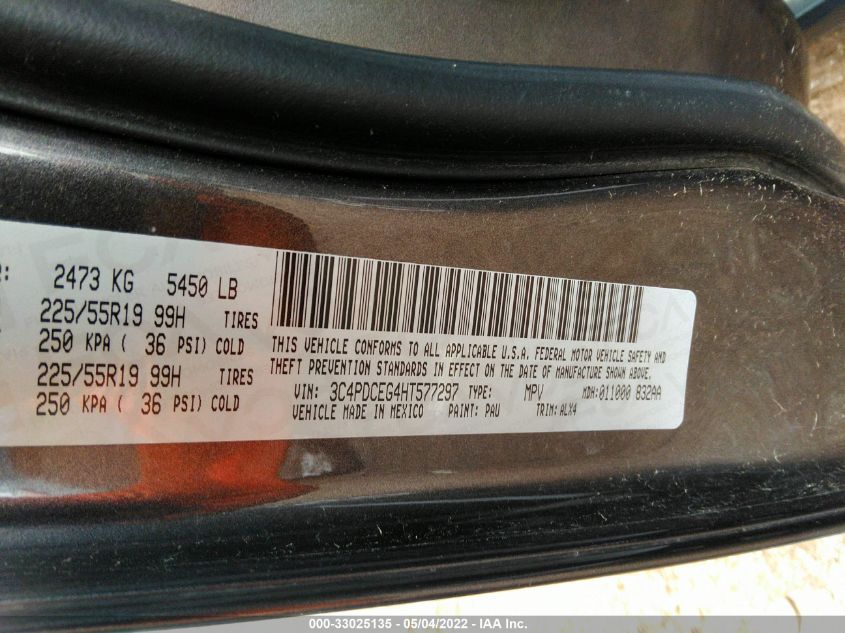 R: 2473 KG 5450 LB
225/55R19 99H TIRES
250 KPA ( 36 PSI) COLD
225/55R19 99H TIRES
250 KPA ( 36 PSI) COLD
THIS VEHICLE CONFORMS TO ALL APPLICABLE U.S.A. FEDERAL MOTOR VEHICLE SAFETY AND
THEFT PREVENTION STANDARDS IN EFFECT ON THE DATE OF MANUFACTURE SHOWN ABOVE.
VIN: 3C4PDCEG4HT577297 TYPE: MPV MDH:011000 832AA
VEHICLE MADE IN MEXICO PAINT: PAU TRIM: ALX4
000-33025135 - 05/04/2022 - IAA Inc.